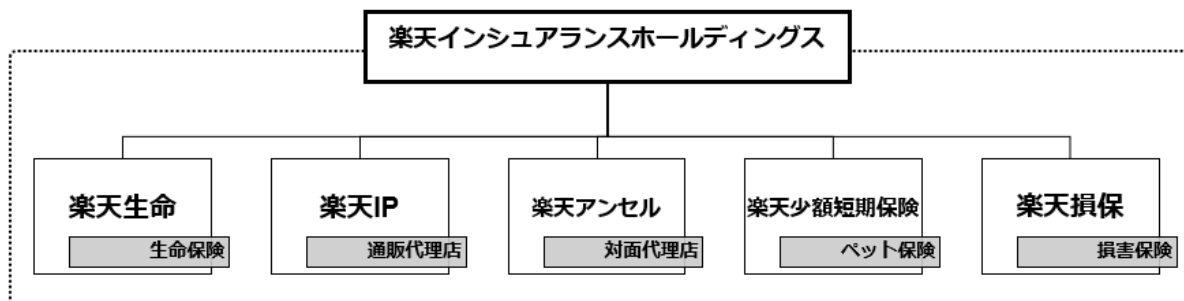 楽天インシュアランスホールディングス
楽天生命
生命保険
楽天IP
通販代理店
楽天アンセル
対面代理店
楽天少額短期保険
ペット保険
楽天損保
損害保険